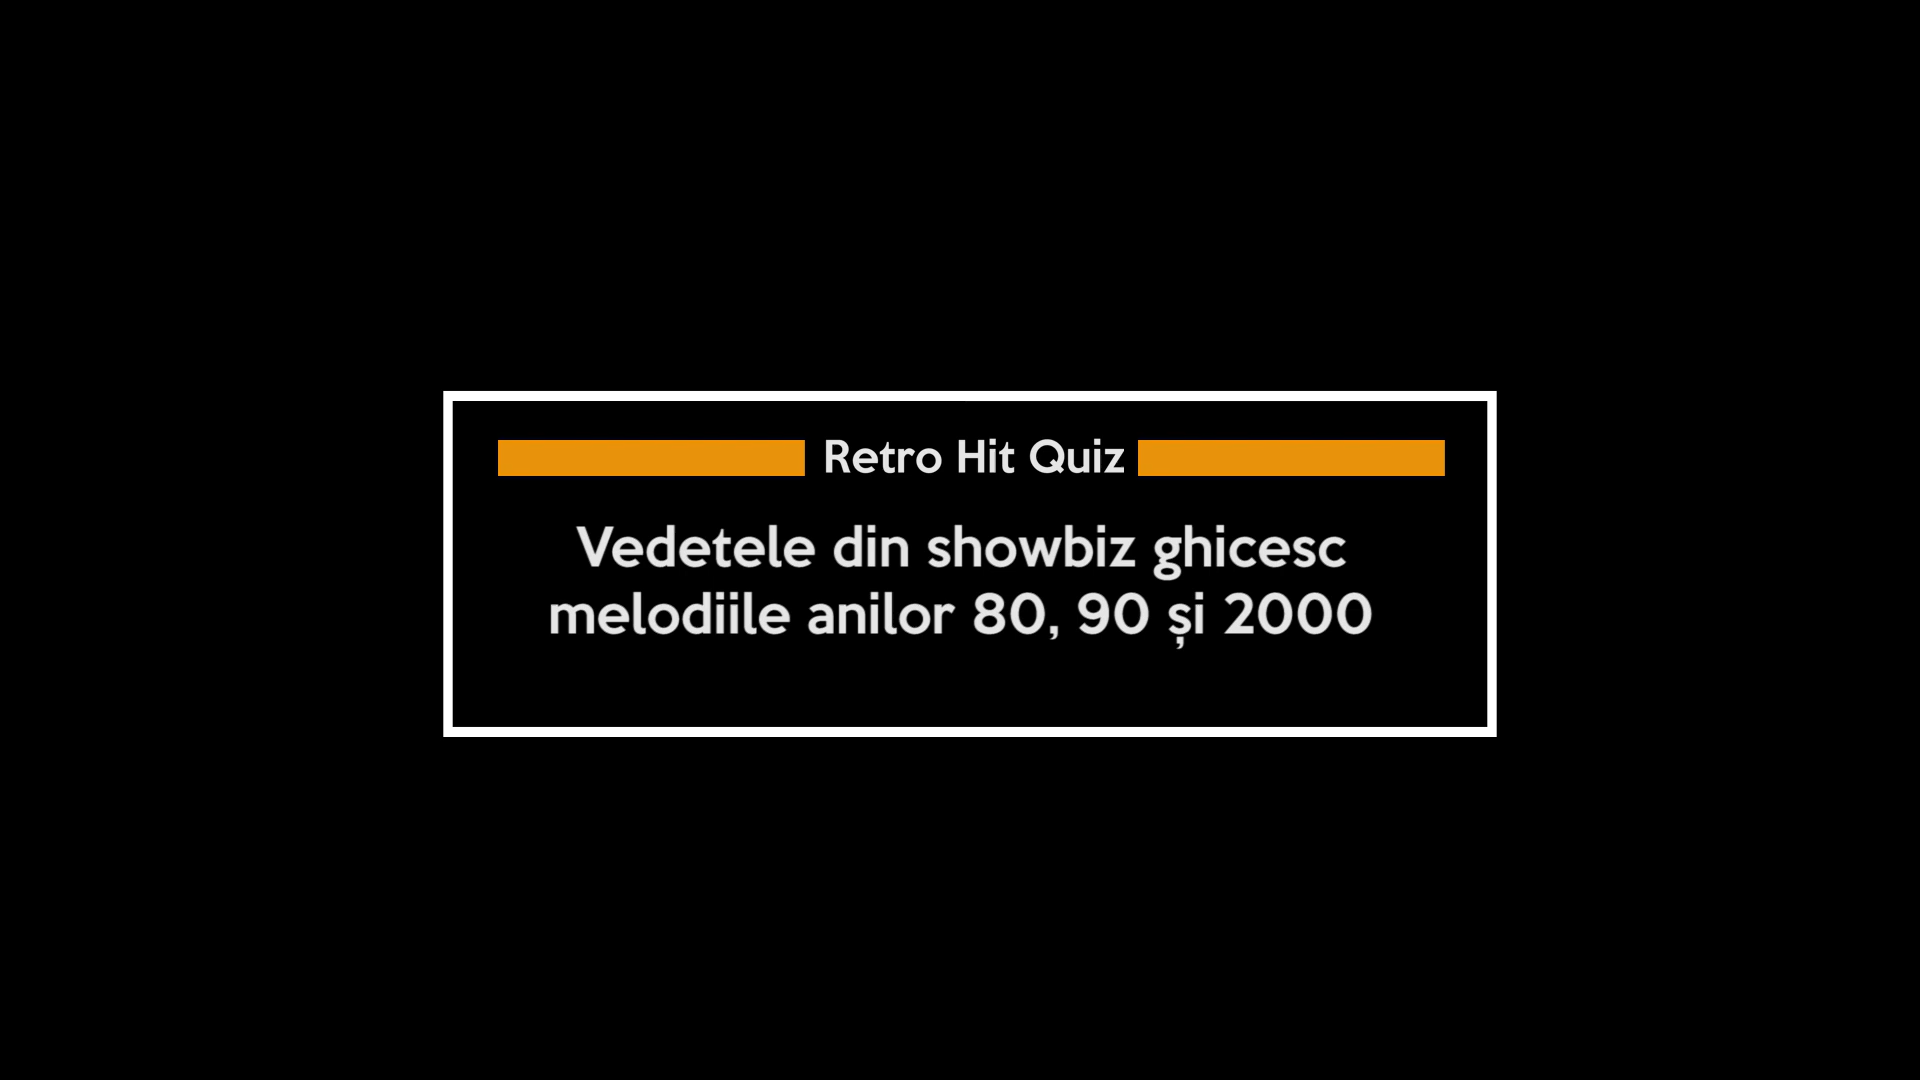 Retro Hit Quiz
Vedetele din showbiz ghicesc
melodiile anilor 80, 90 și 2000